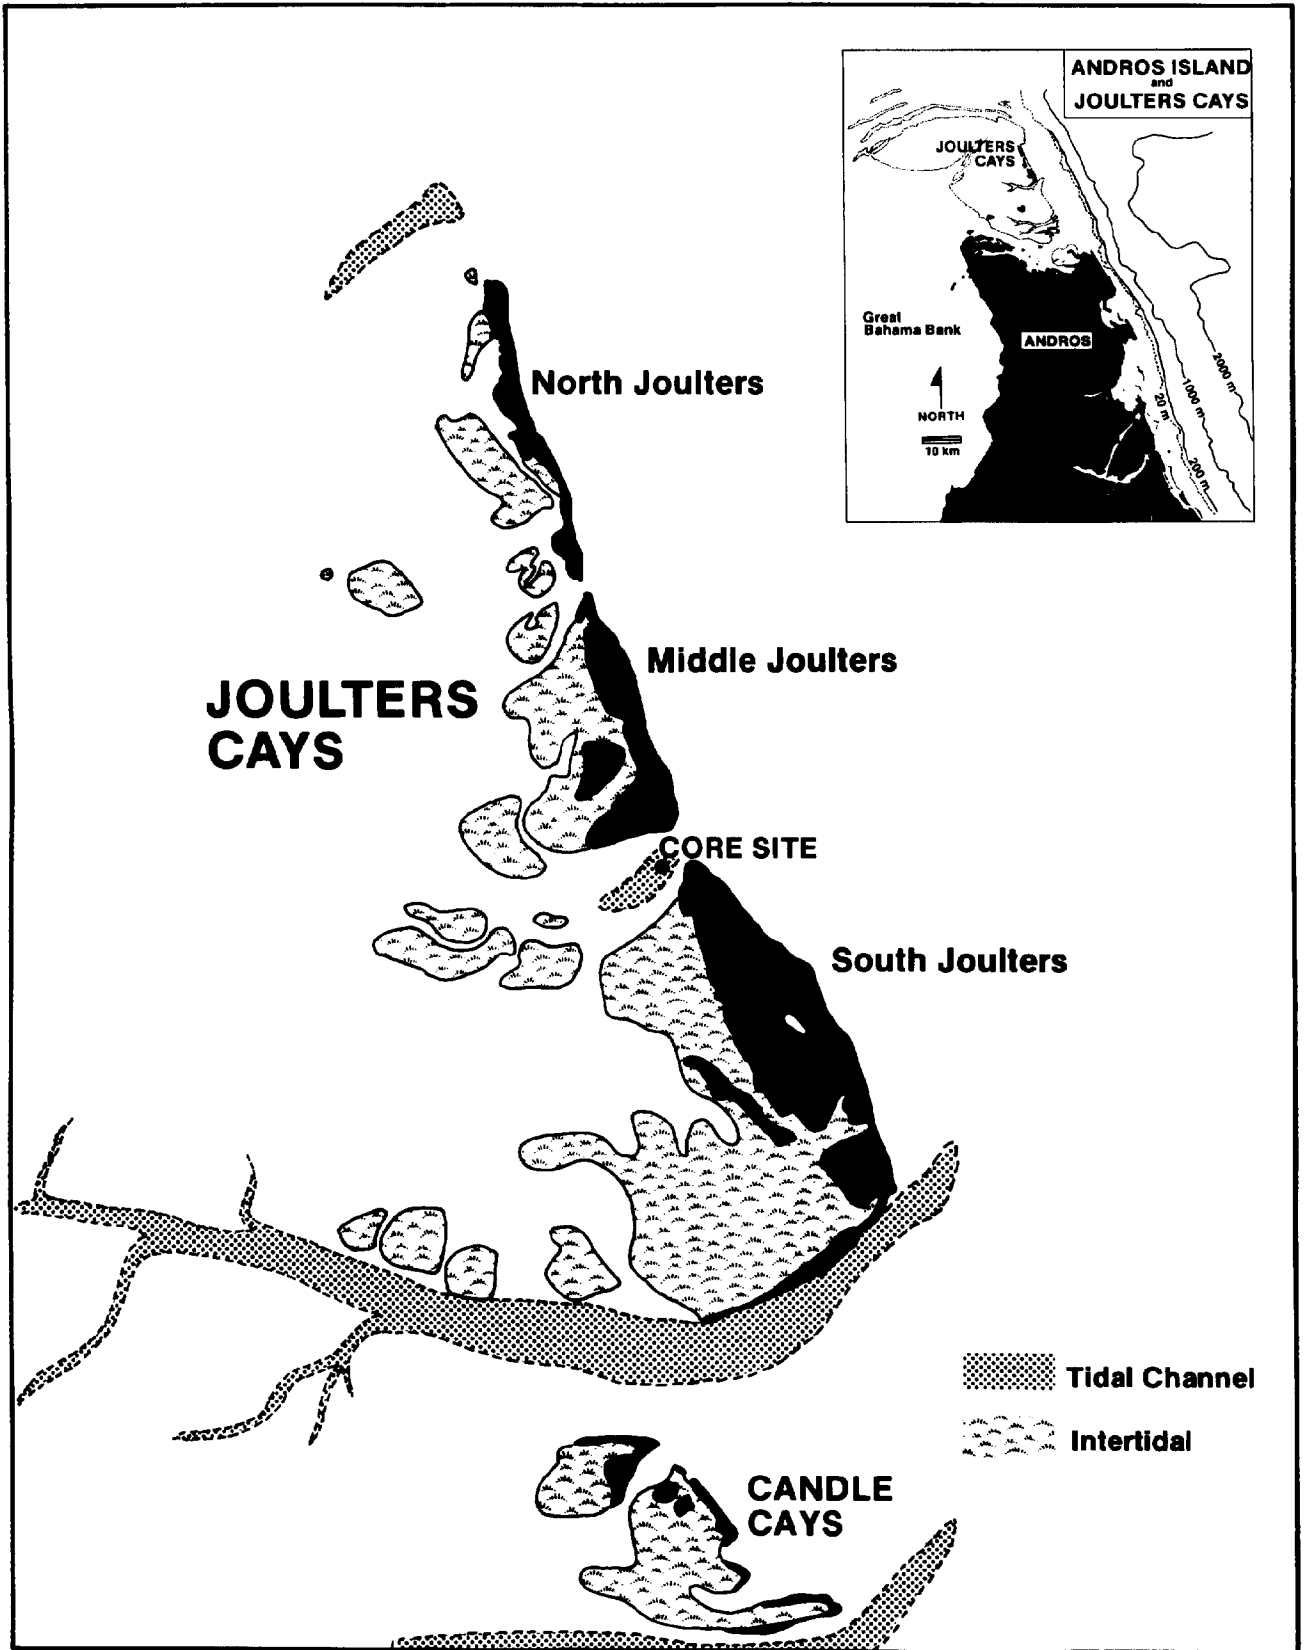 ANDROS ISLAND
and
JOULTERS CAYS
JOULTERS
CAYS
Great
Bahama Bank
ANDROS
NORTH
10 km
2000 m
1000 m
20 m
200 m
North Joulters
Middle Joulters
JOULTERS
CAYS
CORE SITE
South Joulters
Tidal Channel
Intertidal
CANDLE
CAYS